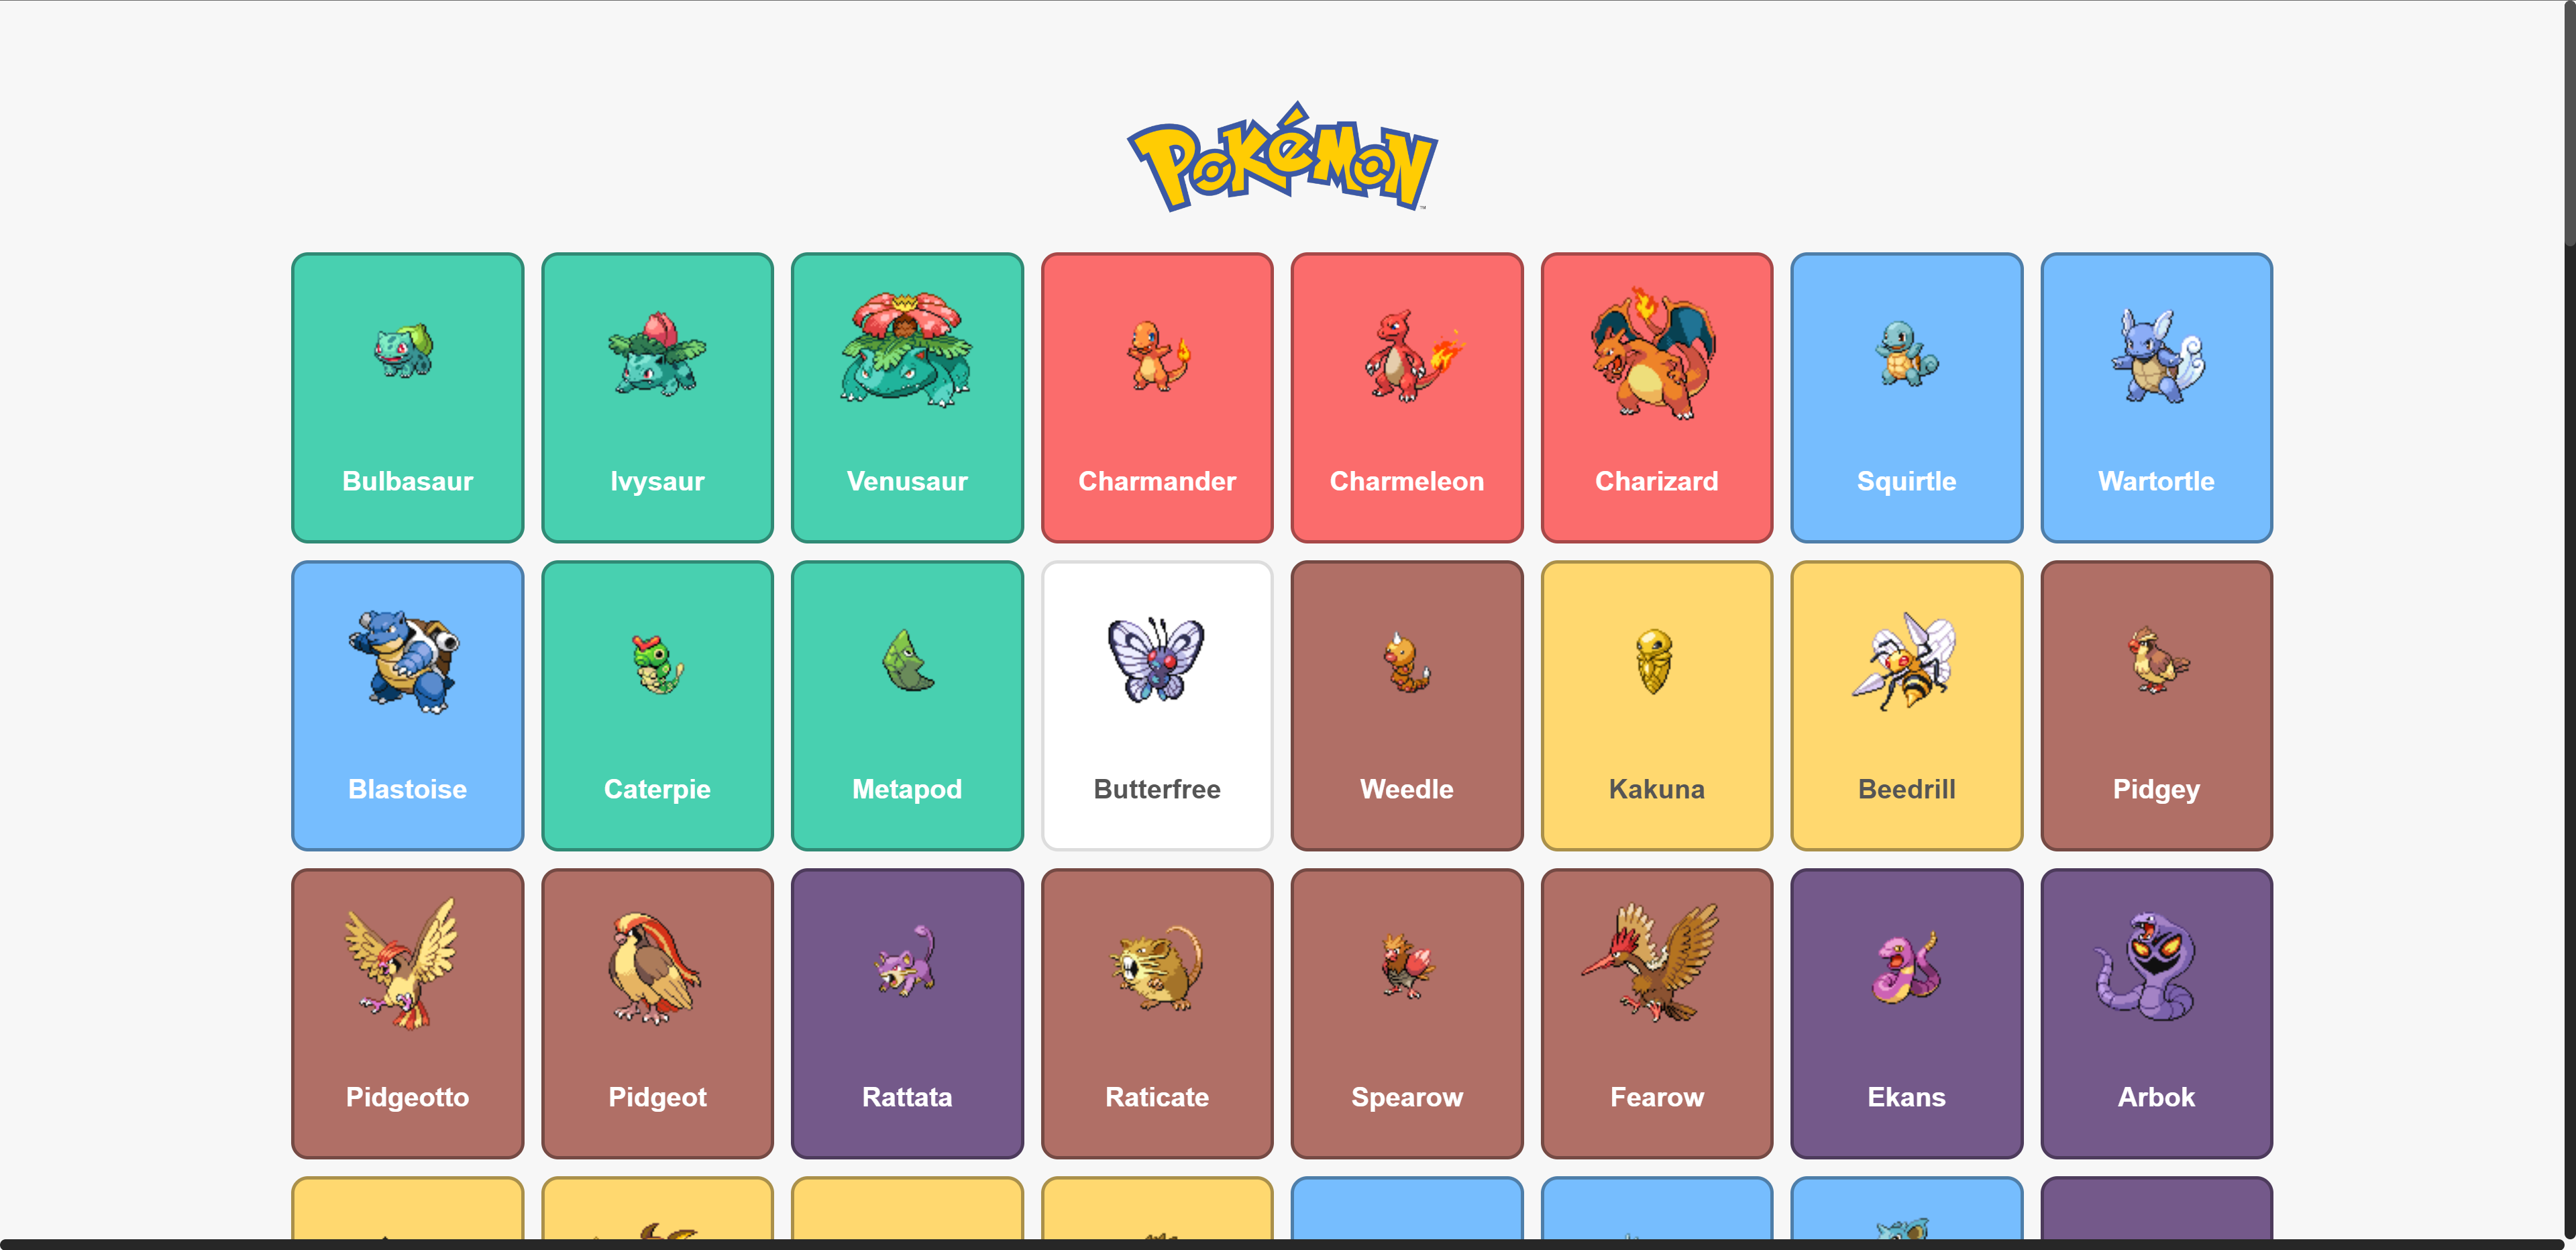 Pokémon
Bulbasaur
Ivysaur
Venusaur
Charmander
Charmeleon
Charizard
Squirtle
Wartortle
Blastoise
Caterpie
Metapod
Butterfree
Weedle
Kakuna
Beedrill
Pidgey
Pidgeotto
Pidgeot
Rattata
Raticate
Spearow
Fearow
Ekans
Arbok